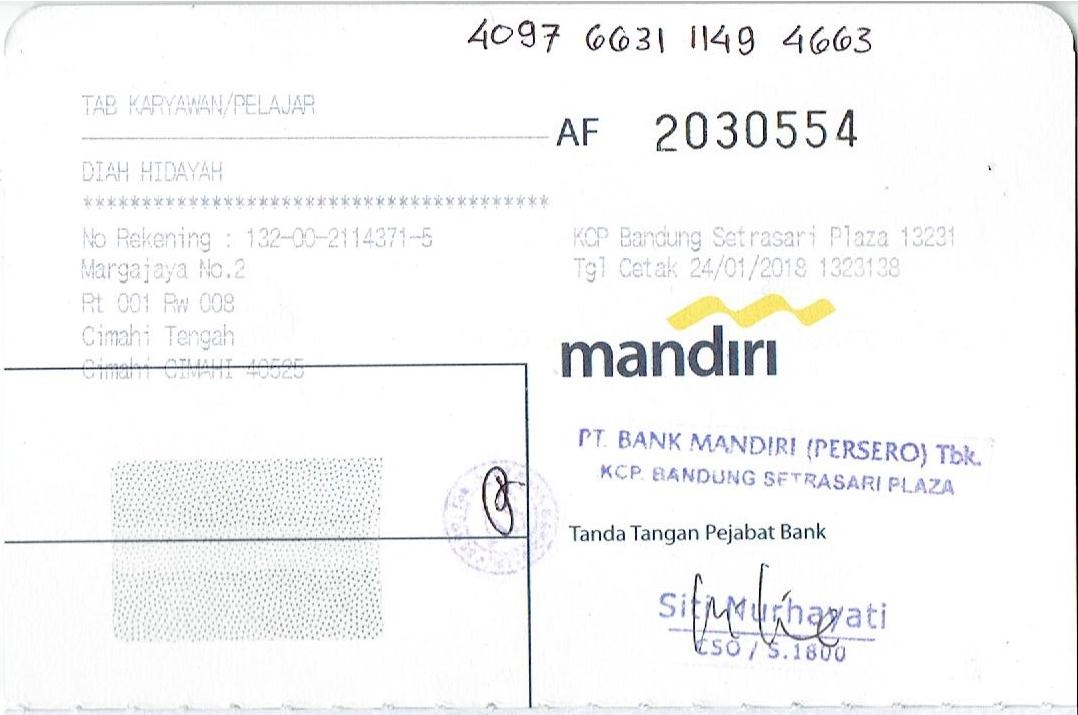 4097 6631 1149 4663
TAB KARYAWAN/PELAJAR
AF 2030554
DIAH HIDAYAH
****************************************
No Rekening : 132-00-2114371-5
Margajaya No.2
Rt 001 Rw 008
Cimahi Tengah
Cimahi CIMAHI 40525
KCP Bandung Setrasari Plaza 13231
Tgl Cetak 24/01/2018 1323138
mandiri
PT. BANK MANDIRI (PERSERO) Tbk.
KCP. BANDUNG SETRASARI PLAZA
Tanda Tangan Pejabat Bank
Siti Murhayati
CSO / S.1800